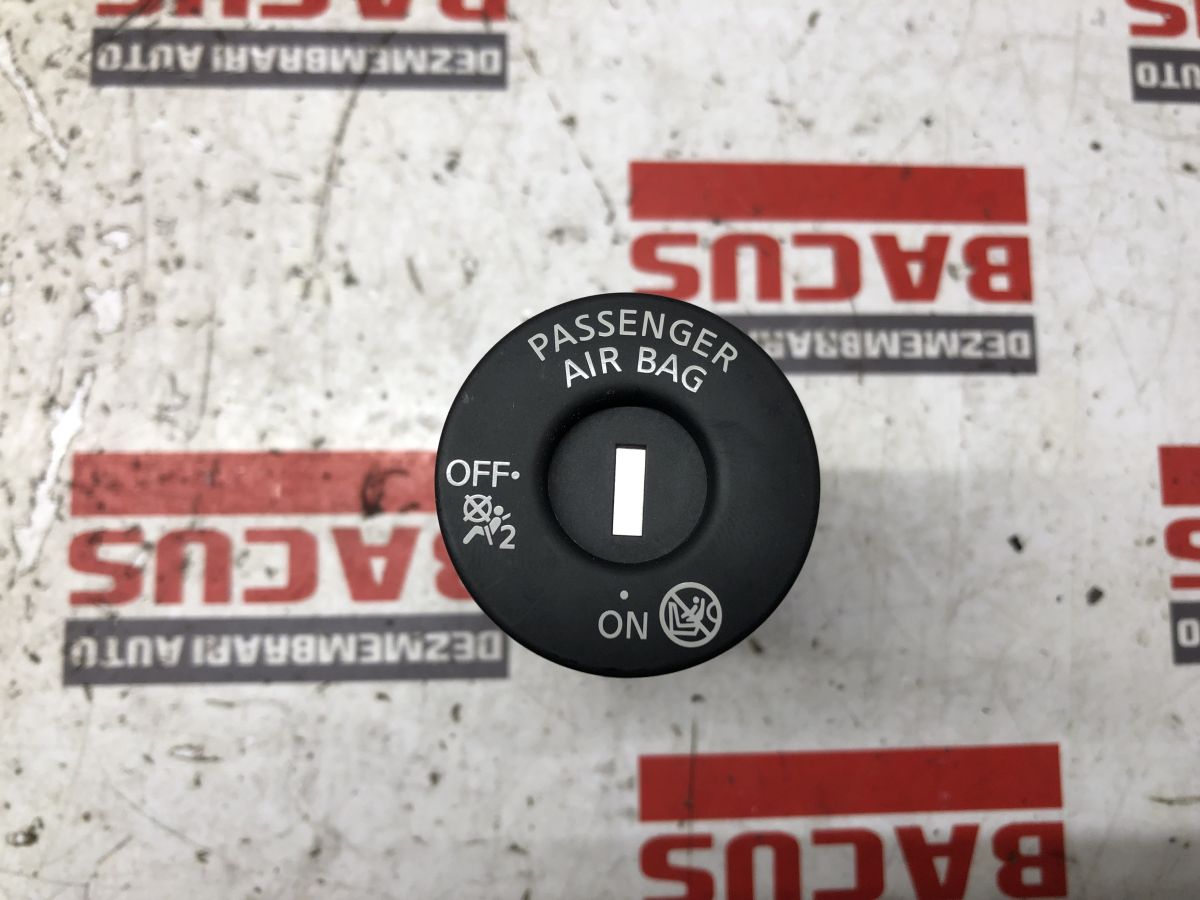 BACUS
DEZMEMBRARI AUTO
AUTO
BACUS
DEZMEMBRARI
PASSENGER
AIR BAG
OFF
2
ON
BACUS
DEZMEMBRARI AUTO
BACUS